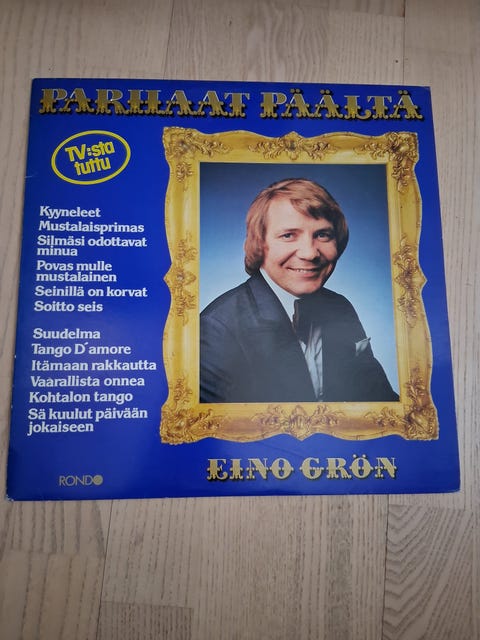 PARHAAT PÄÄLTÄ
TV:stä
tuttu
Kyyneleet
Mustalaisprimas
Silmäsi odottavat
minua
Povaa mulle
mustalainen
Seinillä on korvat
Soitto seis
Suudelma
Tango D´amore
Itämaan rakkautta
Vaarallista onnea
Kohtalon tango
Sä kuulut päivään
jokaiseen
RONDO
EINO GRÖN